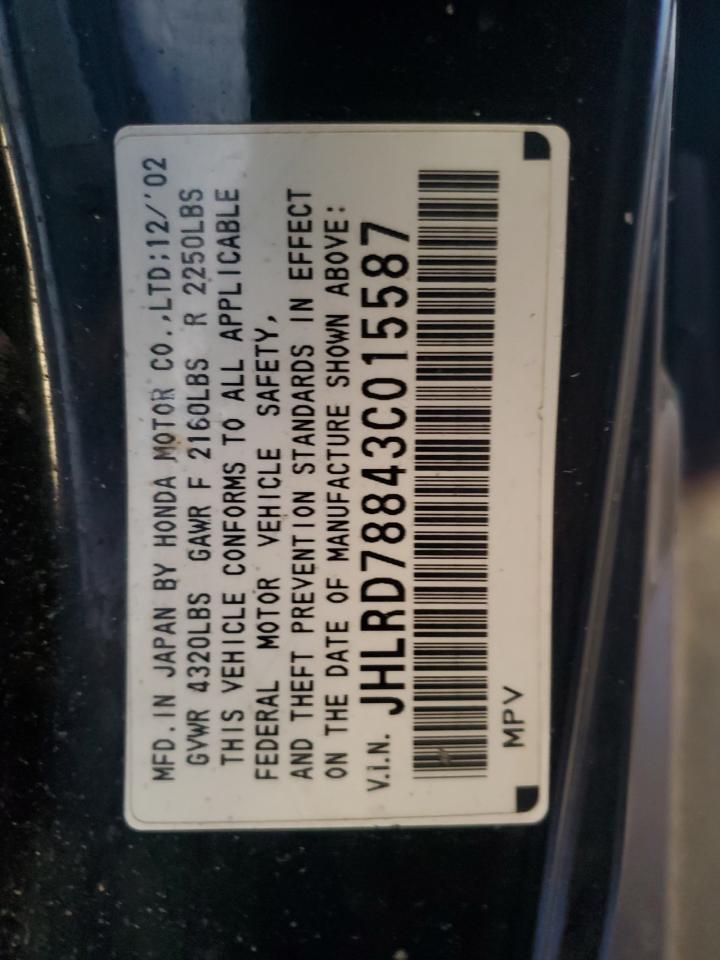 MFD. IN JAPAN BY HONDA MOTOR CO.,LTD:12/'02
GVWR 4320LBS GAWR F 2160LBS R 2250LBS
THIS VEHICLE CONFORMS TO ALL APPLICABLE
FEDERAL MOTOR VEHICLE SAFETY,
AND THEFT PREVENTION STANDARDS IN EFFECT
ON THE DATE OF MANUFACTURE SHOWN ABOVE:
V.i.N. JHLRD78843C015587
MPV